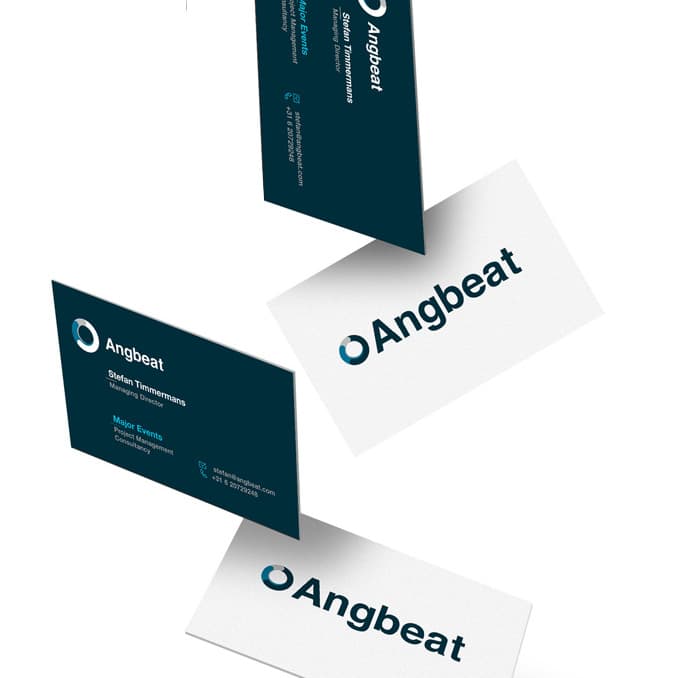 Angbeat
Stefan Timmermans
Managing Director
Major Events
Project Management
Consultancy
stefan@angbeat.com
+31 6 20729248
Angbeat
Angbeat
Stefan Timmermans
Managing Director
Major Events
Project Management
Consultancy
stefan@angbeat.com
+31 6 20729248
Angbeat